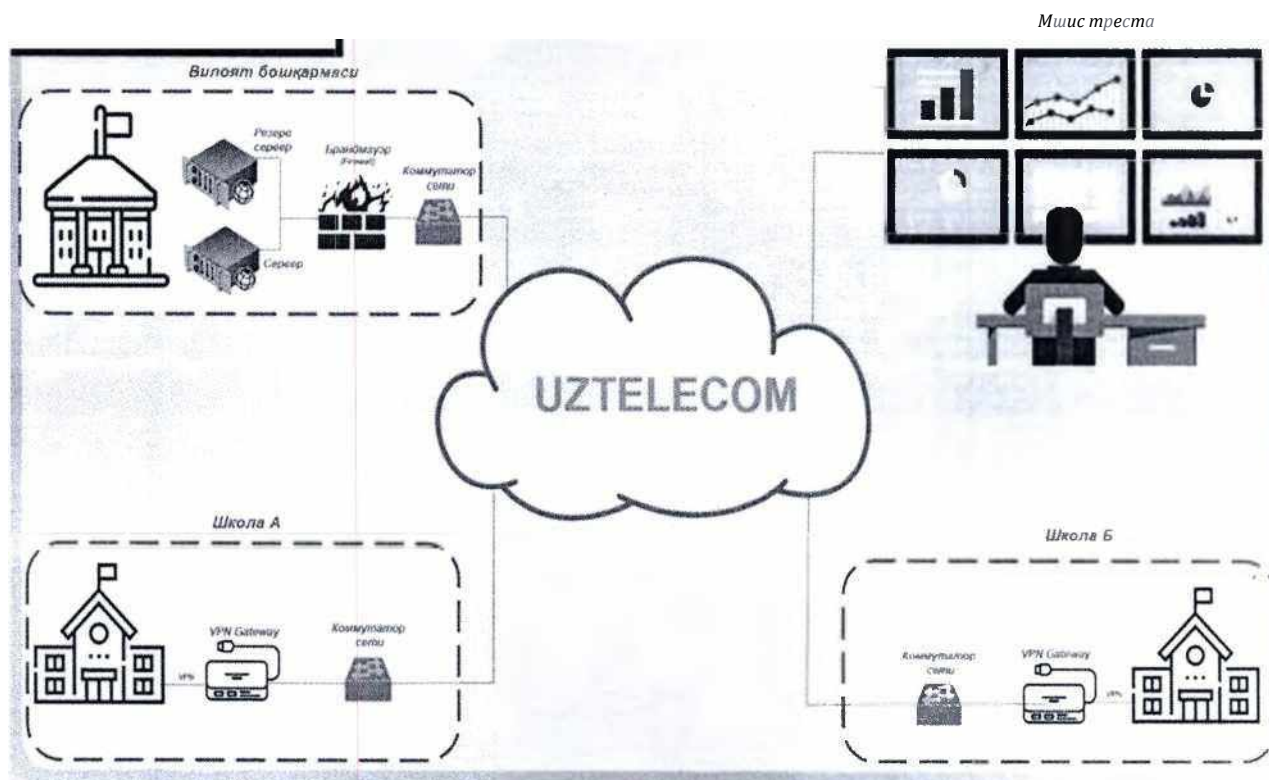 Мшис треста
Вилоят бошқармаси
Резерв
сервер
Брандмауэр
(Firewall)
Коммутатор
сети
Сервер
UZTELECOM
Школа А
VPN Gateway
Коммутатор
сети
VPN
Школа Б
Коммутатор
сети
VPN Gateway
VPN